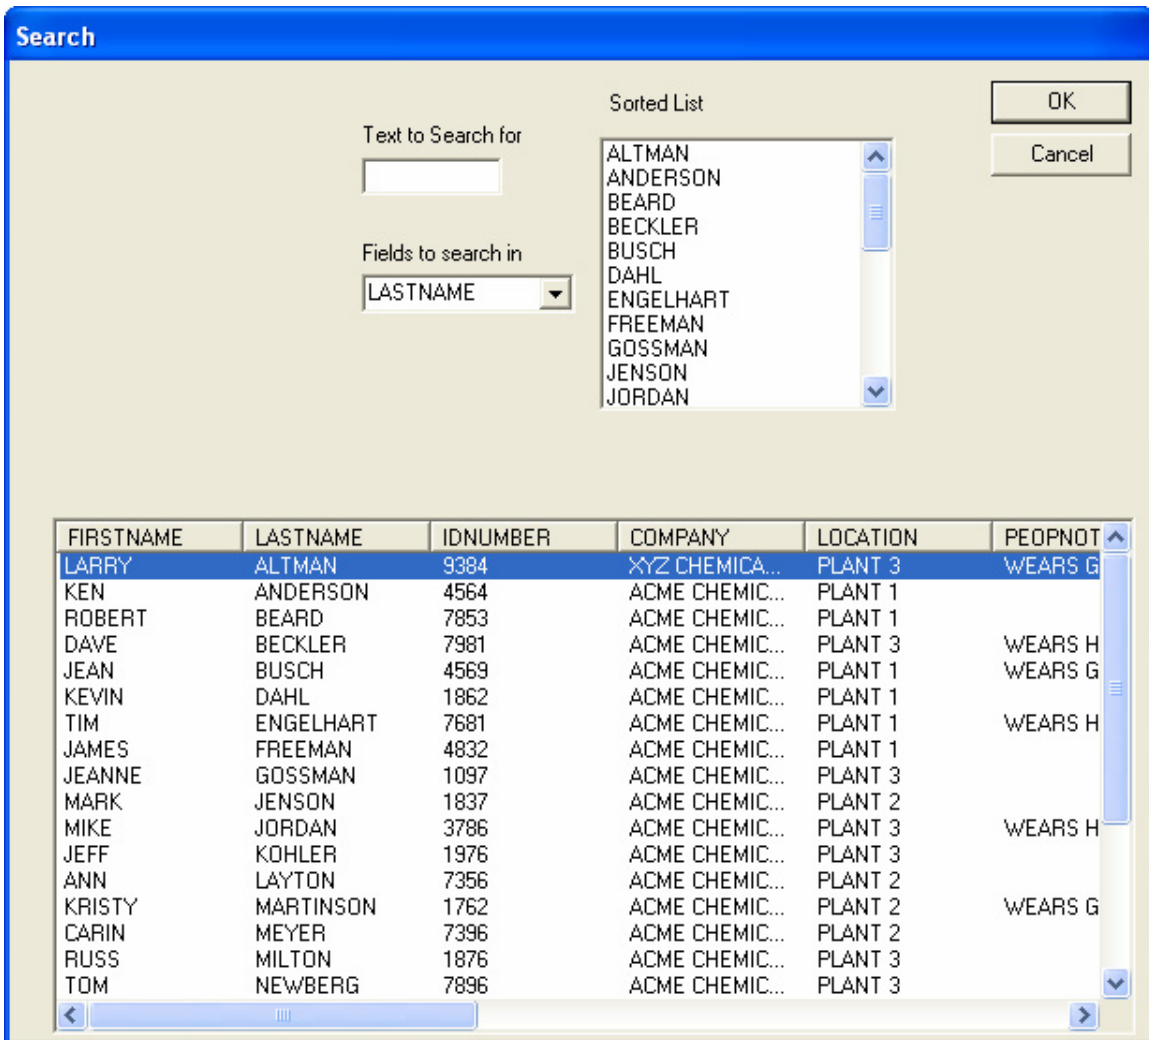 Search
Sorted List
OK
Text to Search for
Cancel
ALTMAN
ANDERSON
BEARD
BECKLER
BUSCH
DAHL
ENGELHART
FREEMAN
GOSSMAN
JENSON
JORDAN
Fields to search in
LASTNAME
FIRSTNAME LASTNAME IDNUMBER COMPANY LOCATION PEOPNOT
LARRY ALTMAN 9384 XYZ CHEMICA... PLANT 3 WEARS G
KEN ANDERSON 4564 ACME CHEMIC... PLANT 1
ROBERT BEARD 7853 ACME CHEMIC... PLANT 1
DAVE BECKLER 7981 ACME CHEMIC... PLANT 3 WEARS H
JEAN BUSCH 4569 ACME CHEMIC... PLANT 1 WEARS G
KEVIN DAHL 1862 ACME CHEMIC... PLANT 1
TIM ENGELHART 7681 ACME CHEMIC... PLANT 1 WEARS H
JAMES FREEMAN 4832 ACME CHEMIC... PLANT 1
JEANNE GOSSMAN 1097 ACME CHEMIC... PLANT 3
MARK JENSON 1837 ACME CHEMIC... PLANT 2
MIKE JORDAN 3786 ACME CHEMIC... PLANT 3 WEARS H
JEFF KOHLER 1976 ACME CHEMIC... PLANT 3
ANN LAYTON 7356 ACME CHEMIC... PLANT 2
KRISTY MARTINSON 1762 ACME CHEMIC... PLANT 2 WEARS G
CARIN MEYER 7396 ACME CHEMIC... PLANT 2
RUSS MILTON 1876 ACME CHEMIC... PLANT 3
TOM NEWBERG 7896 ACME CHEMIC... PLANT 3